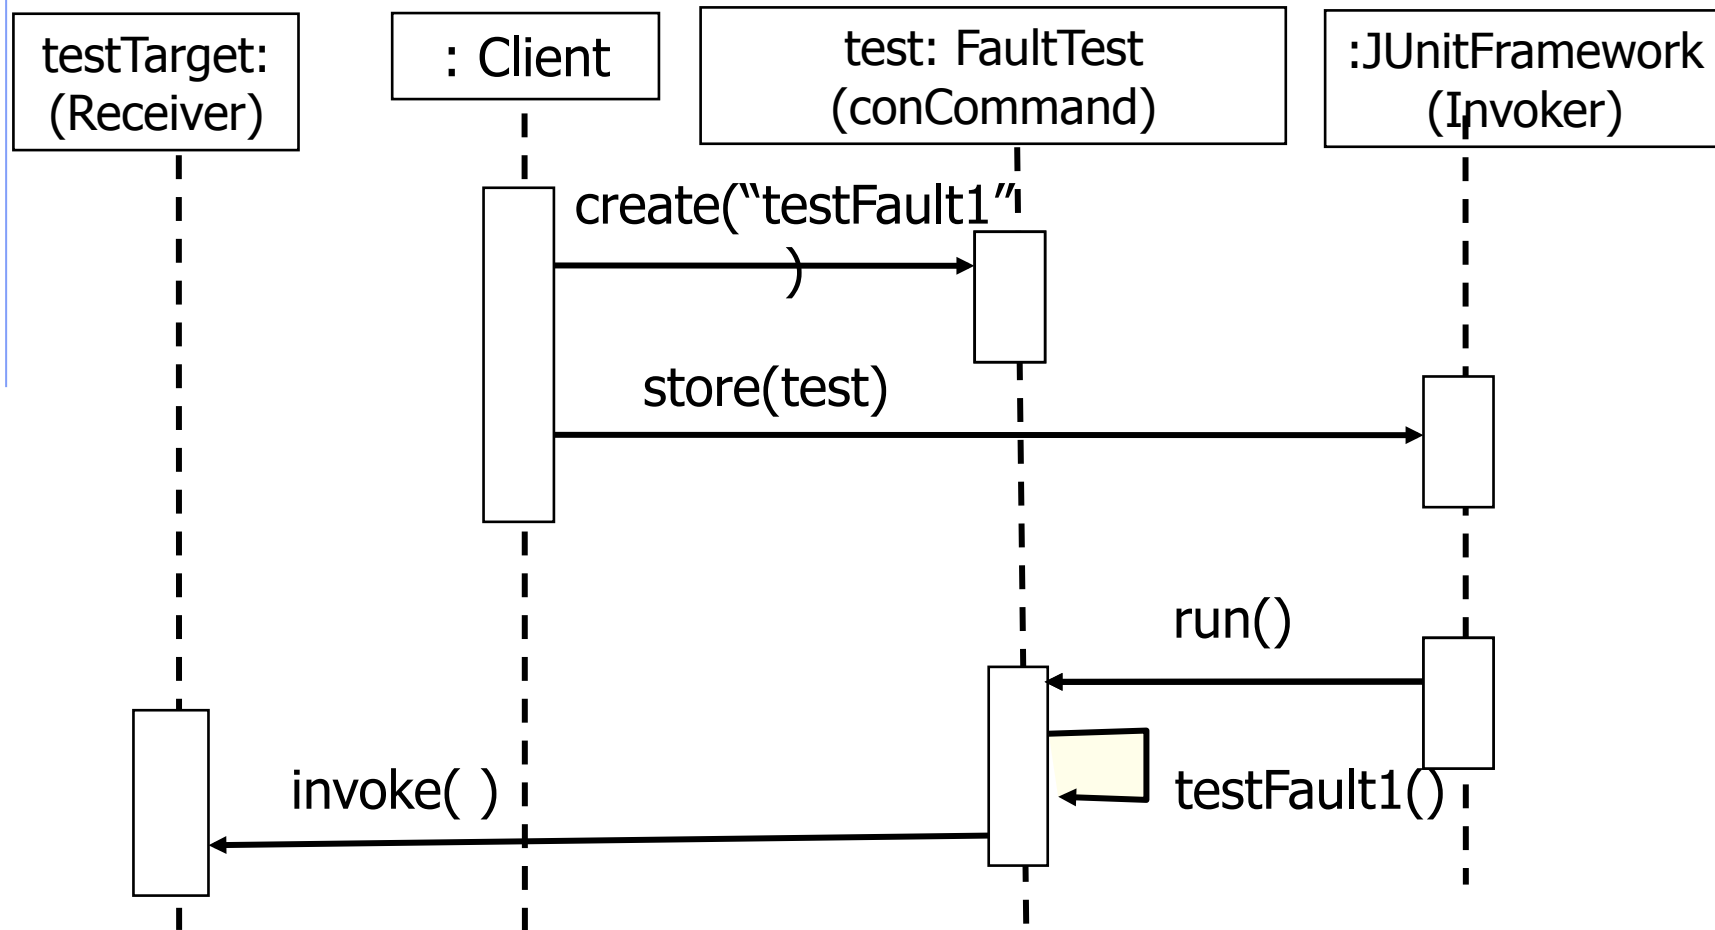 testTarget:
(Receiver)
: Client
test: FaultTest
(conCommand)
:JUnitFramework
(Invoker)
create(“testFault1”
)
store(test)
run()
testFault1()
invoke( )